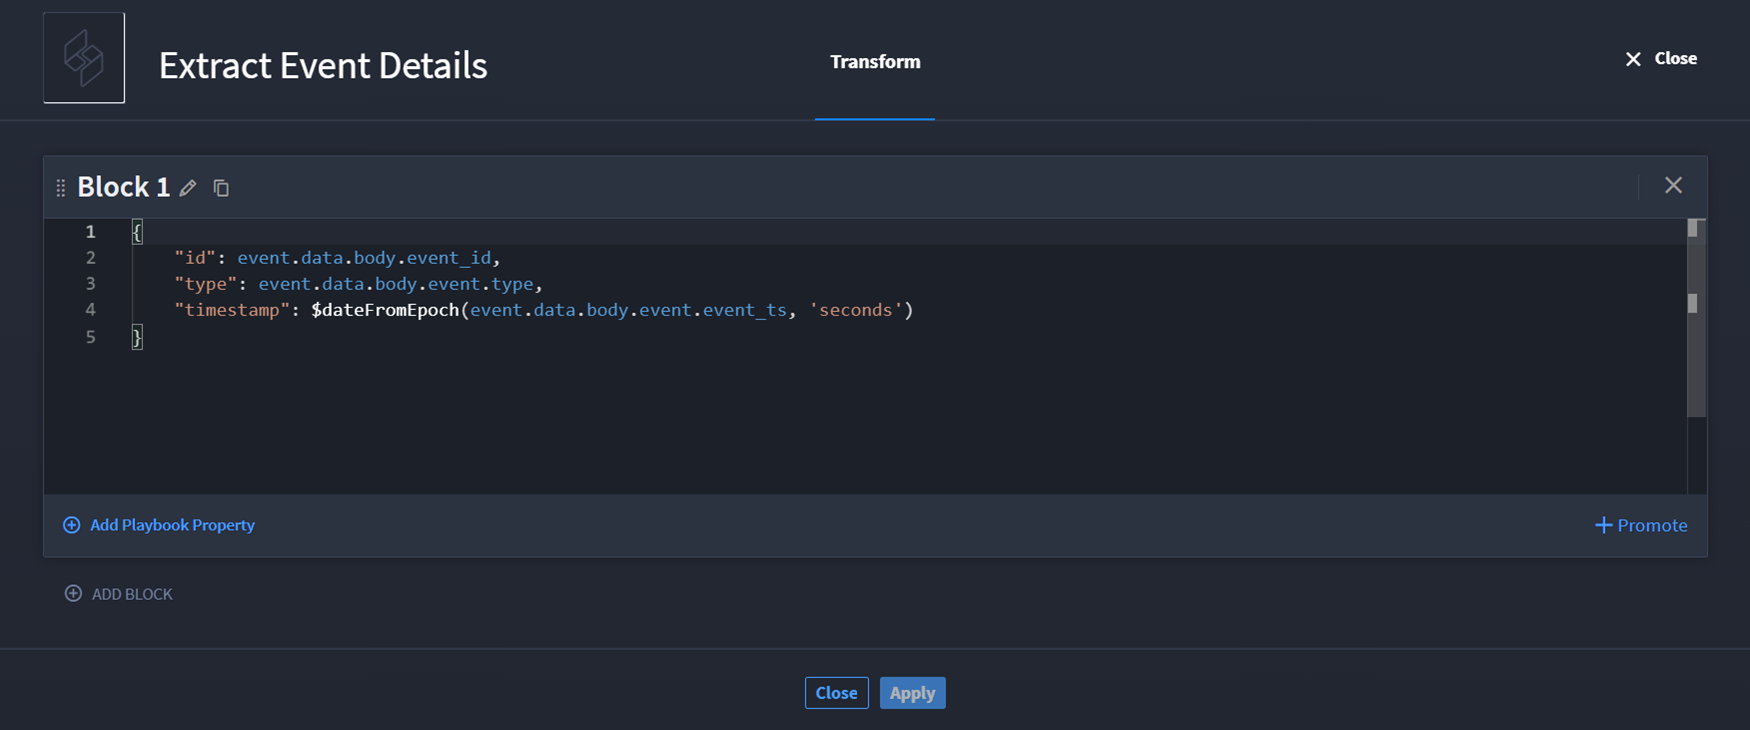 Extract Event Details
Transform
Close
Block 1
1 {
2 "id": event.data.body.event_id,
3 "type": event.data.body.event.type,
4 "timestamp": $dateFromEpoch(event.data.body.event.event_ts, 'seconds')
5 }
Add Playbook Property
Promote
ADD BLOCK
Close
Apply